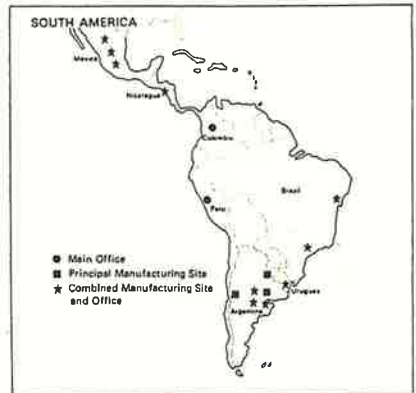 SOUTH AMERICA
Mexico
Nicaragua
Colombia
Peru
Brazil
Main Office
Principal Manufacturing Site
Combined Manufacturing Site
and Office
Uruguay
Argentina